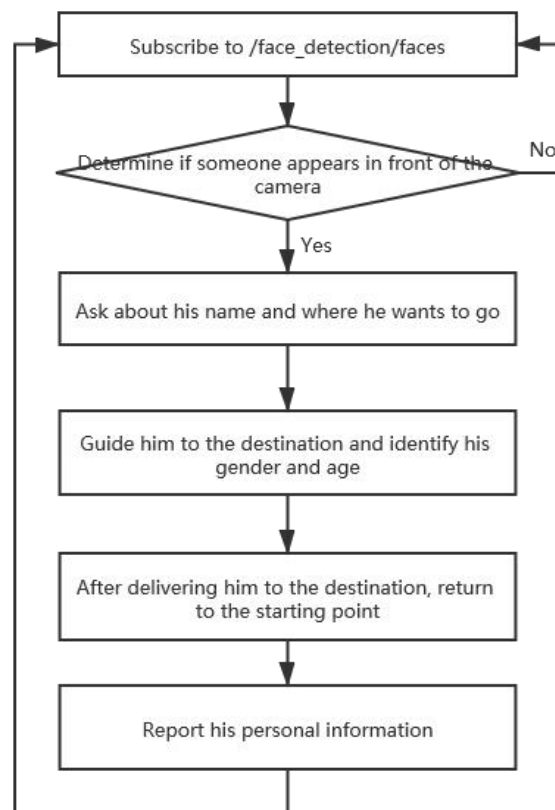 Subscribe to /face_detection/faces
Determine if someone appears in front of the
camera
No
Yes
Ask about his name and where he wants to go
Guide him to the destination and identify his
gender and age
After delivering him to the destination, return
to the starting point
Report his personal information